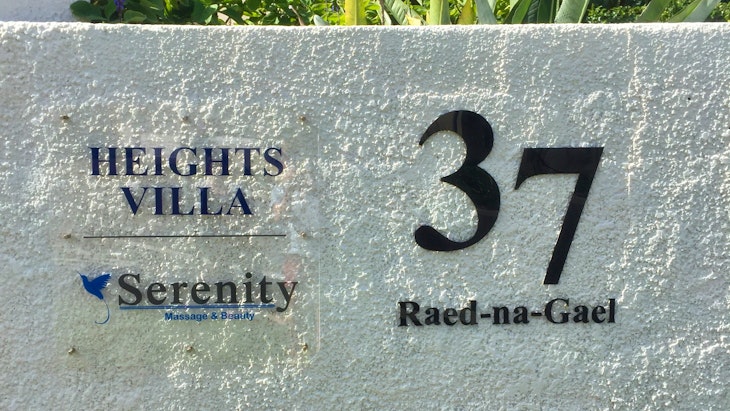 HEIGHTS
VILLA
Serenity
Massage & Beauty
37
Raed-na-Gael